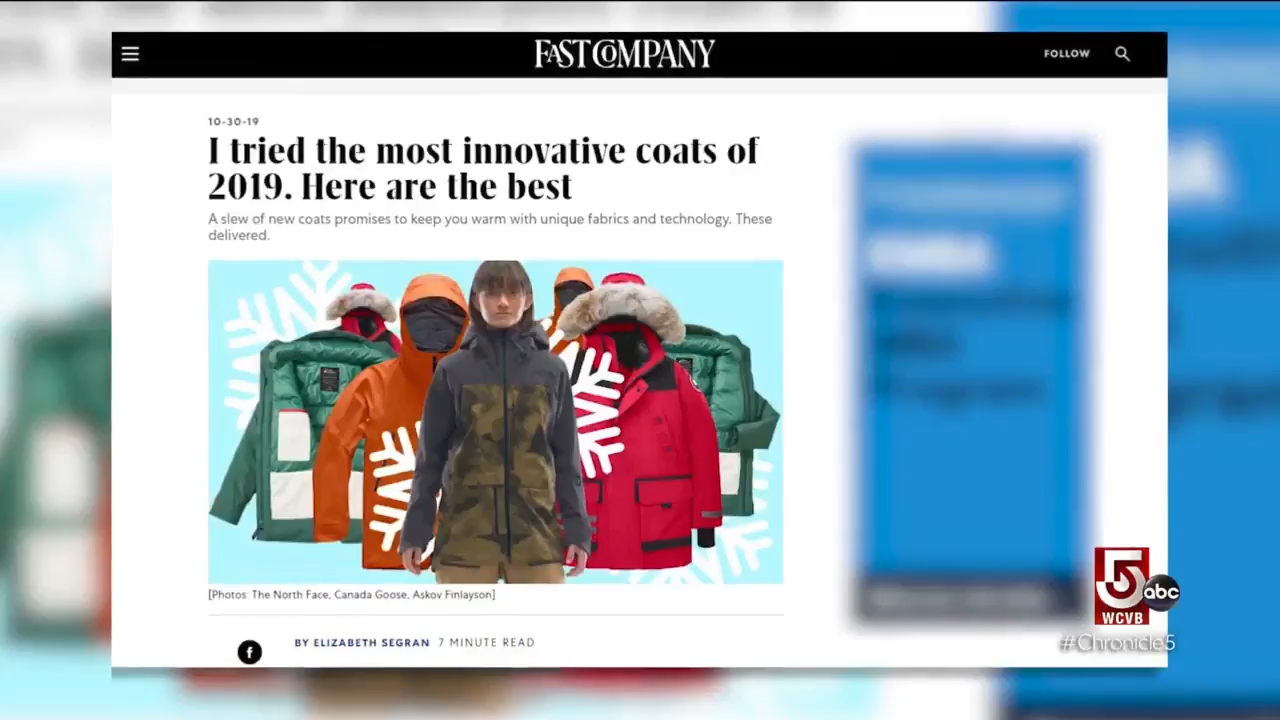 FAST COMPANY
FOLLOW
10-30-19
I tried the most innovative coats of
2019. Here are the best
A slew of new coats promises to keep you warm with unique fabrics and technology. These
delivered.
[Photos: The North Face, Canada Goose, Askov Finlayson]
f
BY ELIZABETH SEGRAN 7 MINUTE READ
5
abc
WCVB
#Chronicle5